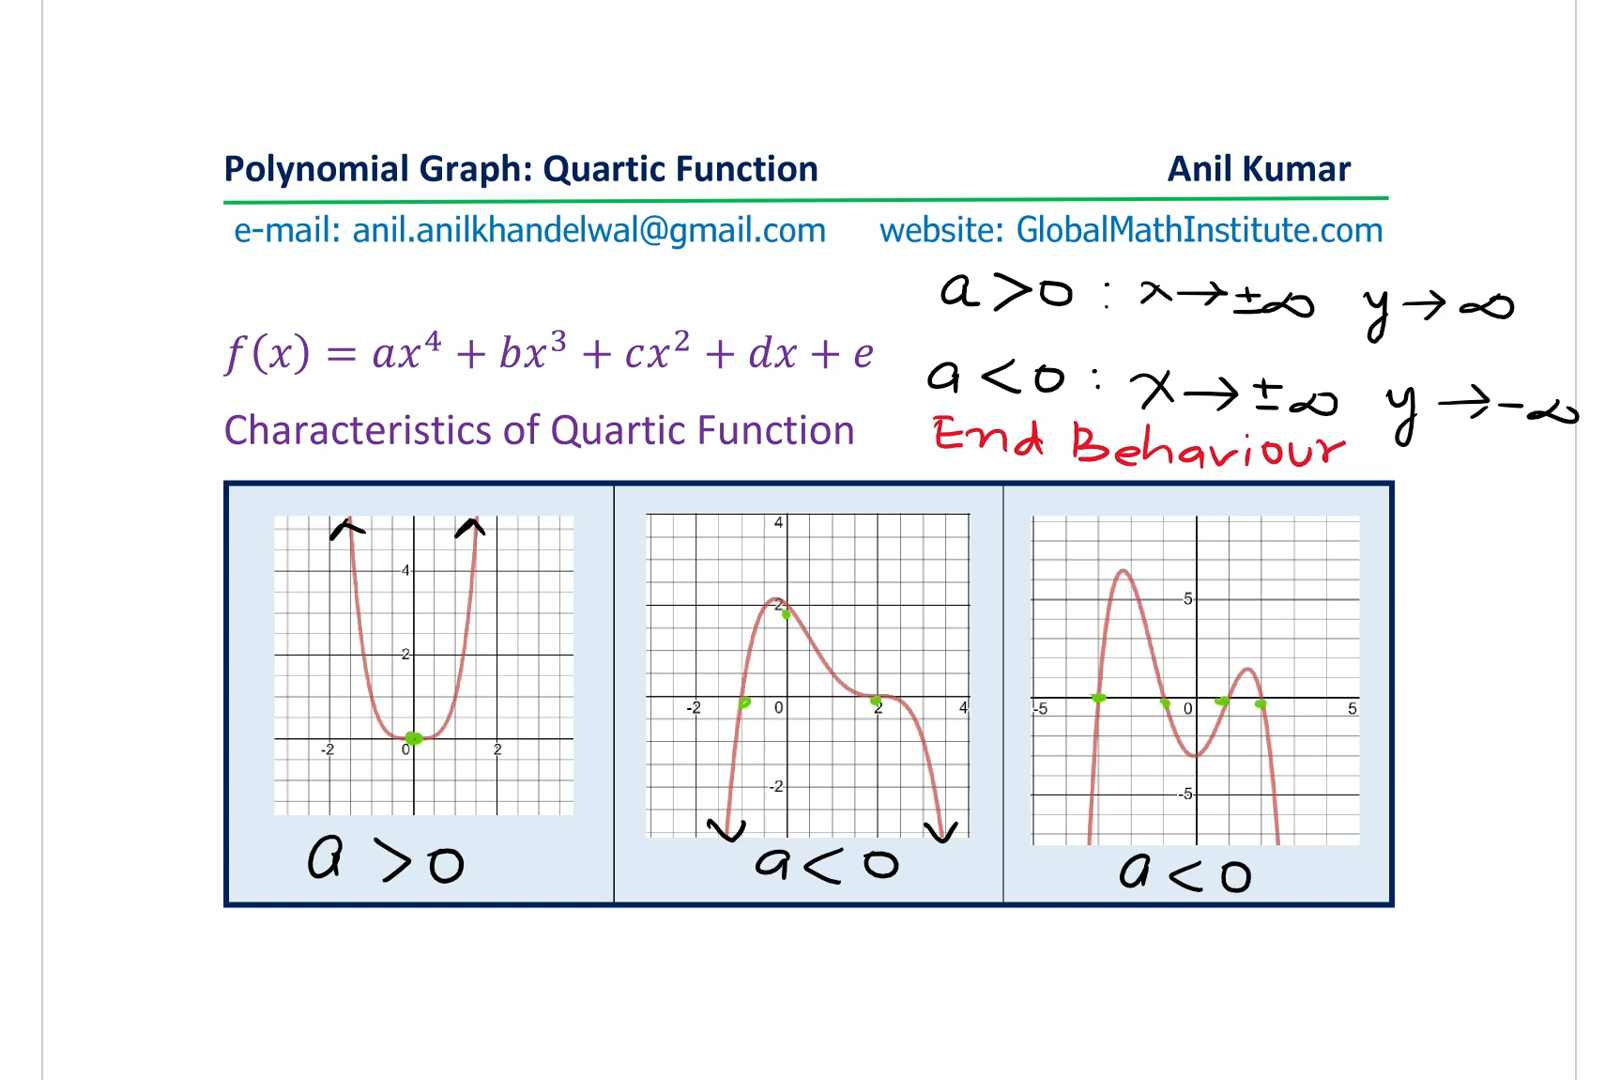 Polynomial Graph: Quartic Function Anil Kumar
e-mail: anil.anilkhandelwal@gmail.com website: GlobalMathInstitute.com
a > 0 : x → ±∞ y → ∞
f(x) = ax⁴ + bx³ + cx² + dx + e
a < 0 : x → ±∞ y → -∞
Characteristics of Quartic Function
End Behaviour
4
2
-2 0 2
a > 0
4
2
-2 0 2 4
-2
a < 0
5
-5 0 5
-5
a < 0